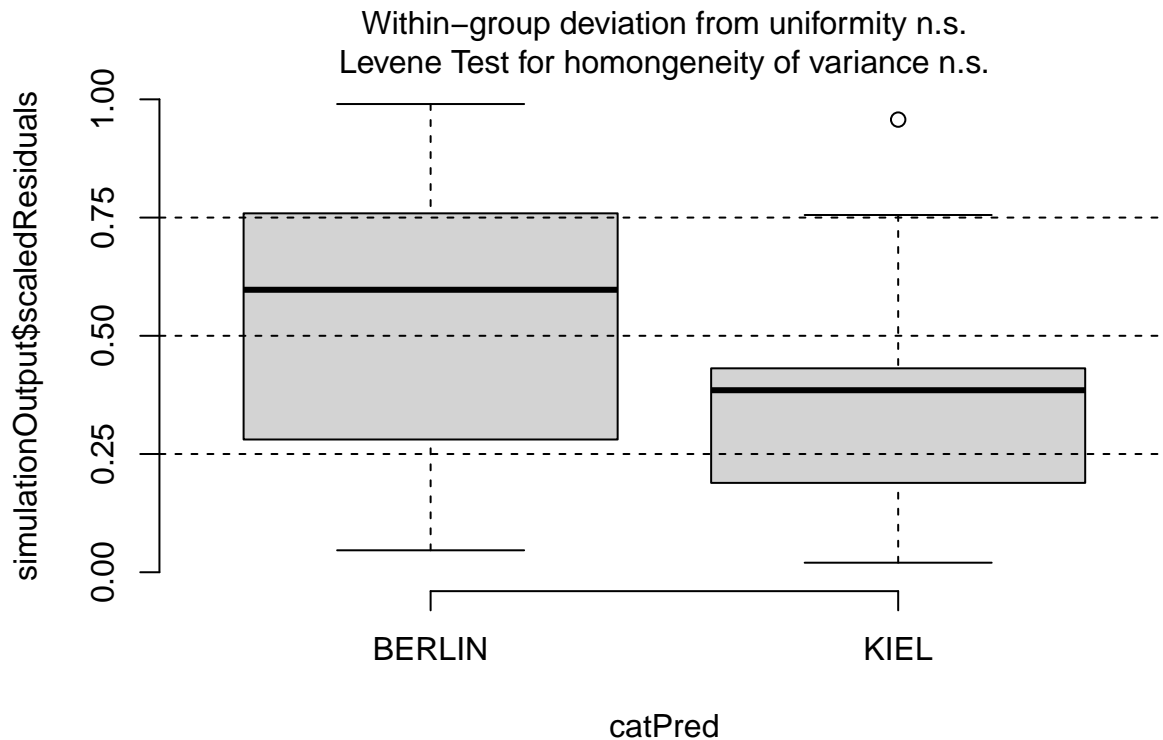 Within−group deviation from uniformity n.s.
Levene Test for homongeneity of variance n.s.
simulationOutput$scaledResiduals
1.00
0.75
0.50
0.25
0.00
BERLIN
KIEL
catPred